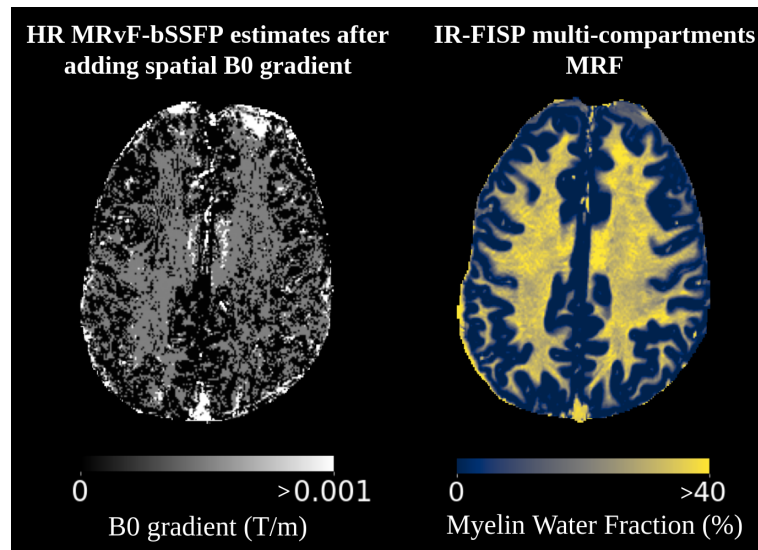 HR MRvF-bSSFP estimates after
adding spatial B0 gradient
IR-FISP multi-compartments
MRF
0
>0.001
B0 gradient (T/m)
0
>40
Myelin Water Fraction (%)